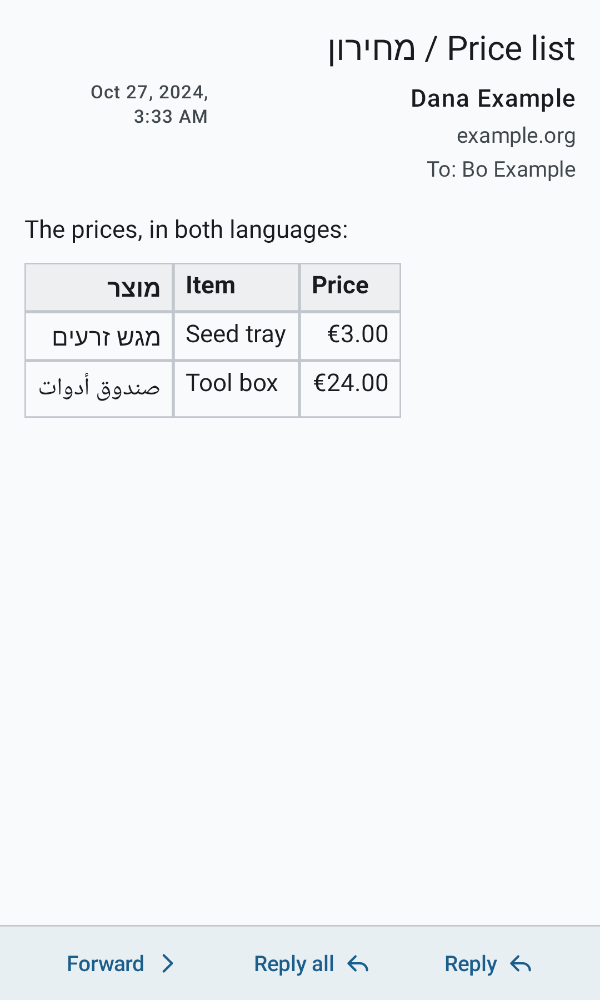 מחירון / Price list
Dana Example
Oct 27, 2024,
3:33 AM
example.org
To: Bo Example
The prices, in both languages:
מוצר Item Price
מגש זרעים Seed tray €3.00
صندوق أدوات Tool box €24.00
Forward Reply all Reply